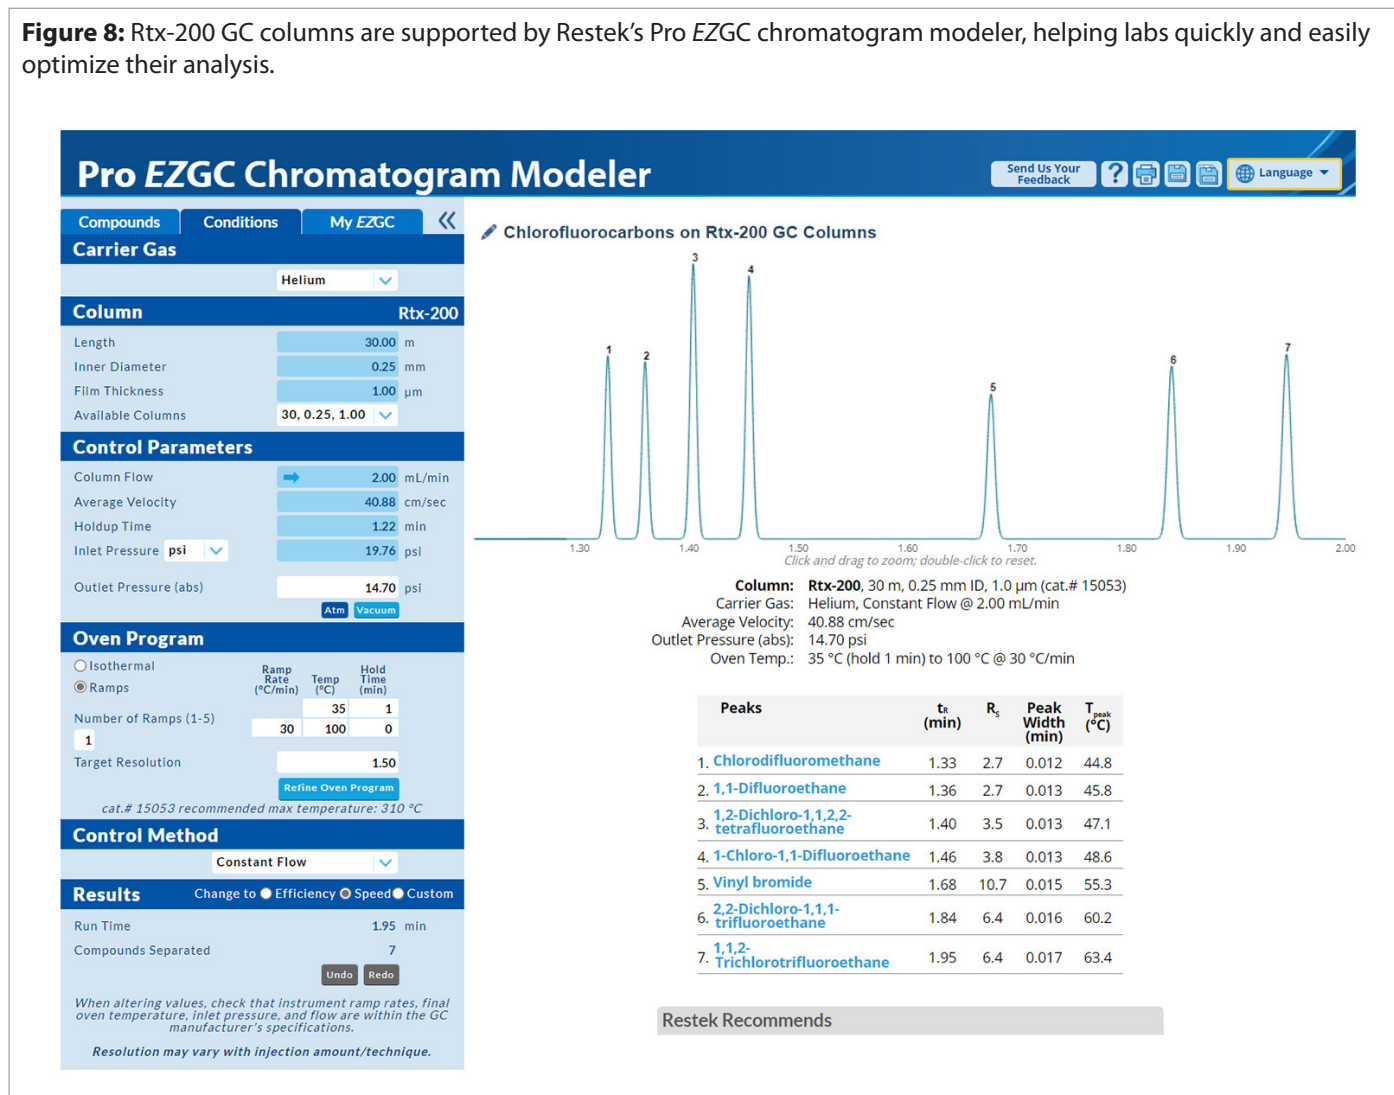 Figure 8: Rtx-200 GC columns are supported by Restek's Pro EZGC chromatogram modeler, helping labs quickly and easily
optimize their analysis.
Pro EZGC Chromatogram Modeler
Send Us Your
Feedback
?
Language
Compounds
Conditions
My EZGC
Carrier Gas
Helium
Column Rtx-200
Length 30.00 m
Inner Diameter 0.25 mm
Film Thickness 1.00 µm
Available Columns 30, 0.25, 1.00
Control Parameters
Column Flow 2.00 mL/min
Average Velocity 40.88 cm/sec
Holdup Time 1.22 min
Inlet Pressure psi 19.76 psi
Outlet Pressure (abs) 14.70 psi
Atm Vacuum
Oven Program
Isothermal
Ramps
Ramp
Rate
(°C/min)
Temp
(°C)
Hold
Time
(min)
35 1
Number of Ramps (1-5)
30 100 0
1
Target Resolution 1.50
Refine Oven Program
cat.# 15053 recommended max temperature: 310 °C
Control Method
Constant Flow
Results Change to Efficiency Speed Custom
Run Time 1.95 min
Compounds Separated 7
Undo Redo
When altering values, check that instrument ramp rates, final
oven temperature, inlet pressure, and flow are within the GC
manufacturer's specifications.
Resolution may vary with injection amount/technique.
Chlorofluorocarbons on Rtx-200 GC Columns
1
2
3
4
5
6
7
1.30 1.40 1.50 1.60 1.70 1.80 1.90 2.00
Click and drag to zoom; double-click to reset.
Column: Rtx-200, 30 m, 0.25 mm ID, 1.0 µm (cat.# 15053)
Carrier Gas: Helium, Constant Flow @ 2.00 mL/min
Average Velocity: 40.88 cm/sec
Outlet Pressure (abs): 14.70 psi
Oven Temp.: 35 °C (hold 1 min) to 100 °C @ 30 °C/min
Peaks
tR
(min)
Rs
Peak
Width
(min)
Tpeak
(°C)
1. Chlorodifluoromethane 1.33 2.7 0.012 44.8
2. 1,1-Difluoroethane 1.36 2.7 0.013 45.8
3. 1,2-Dichloro-1,1,2,2-
tetrafluoroethane 1.40 3.5 0.013 47.1
4. 1-Chloro-1,1-Difluoroethane 1.46 3.8 0.013 48.6
5. Vinyl bromide 1.68 10.7 0.015 55.3
6. 2,2-Dichloro-1,1,1-
trifluoroethane 1.84 6.4 0.016 60.2
7. 1,1,2-
Trichlorotrifluoroethane 1.95 6.4 0.017 63.4
Restek Recommends